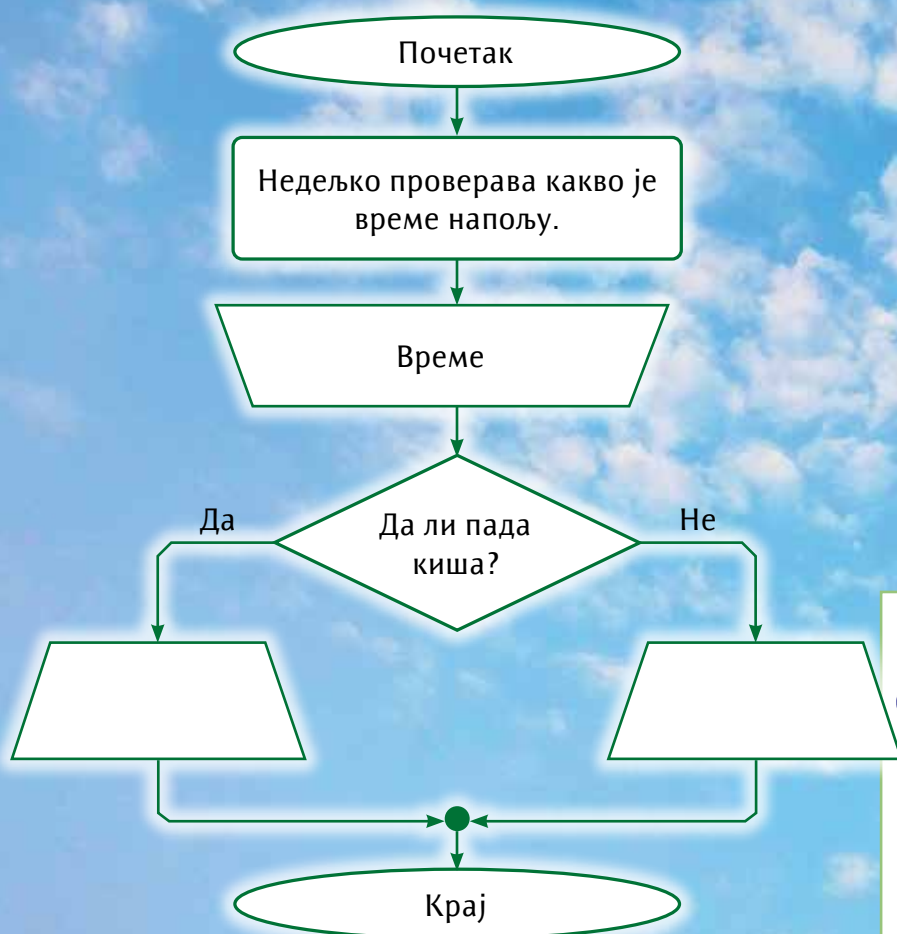 Почетак
Недељко проверава какво је
време напољу.
Време
Да ли пада
киша?
Да
Не
Крај